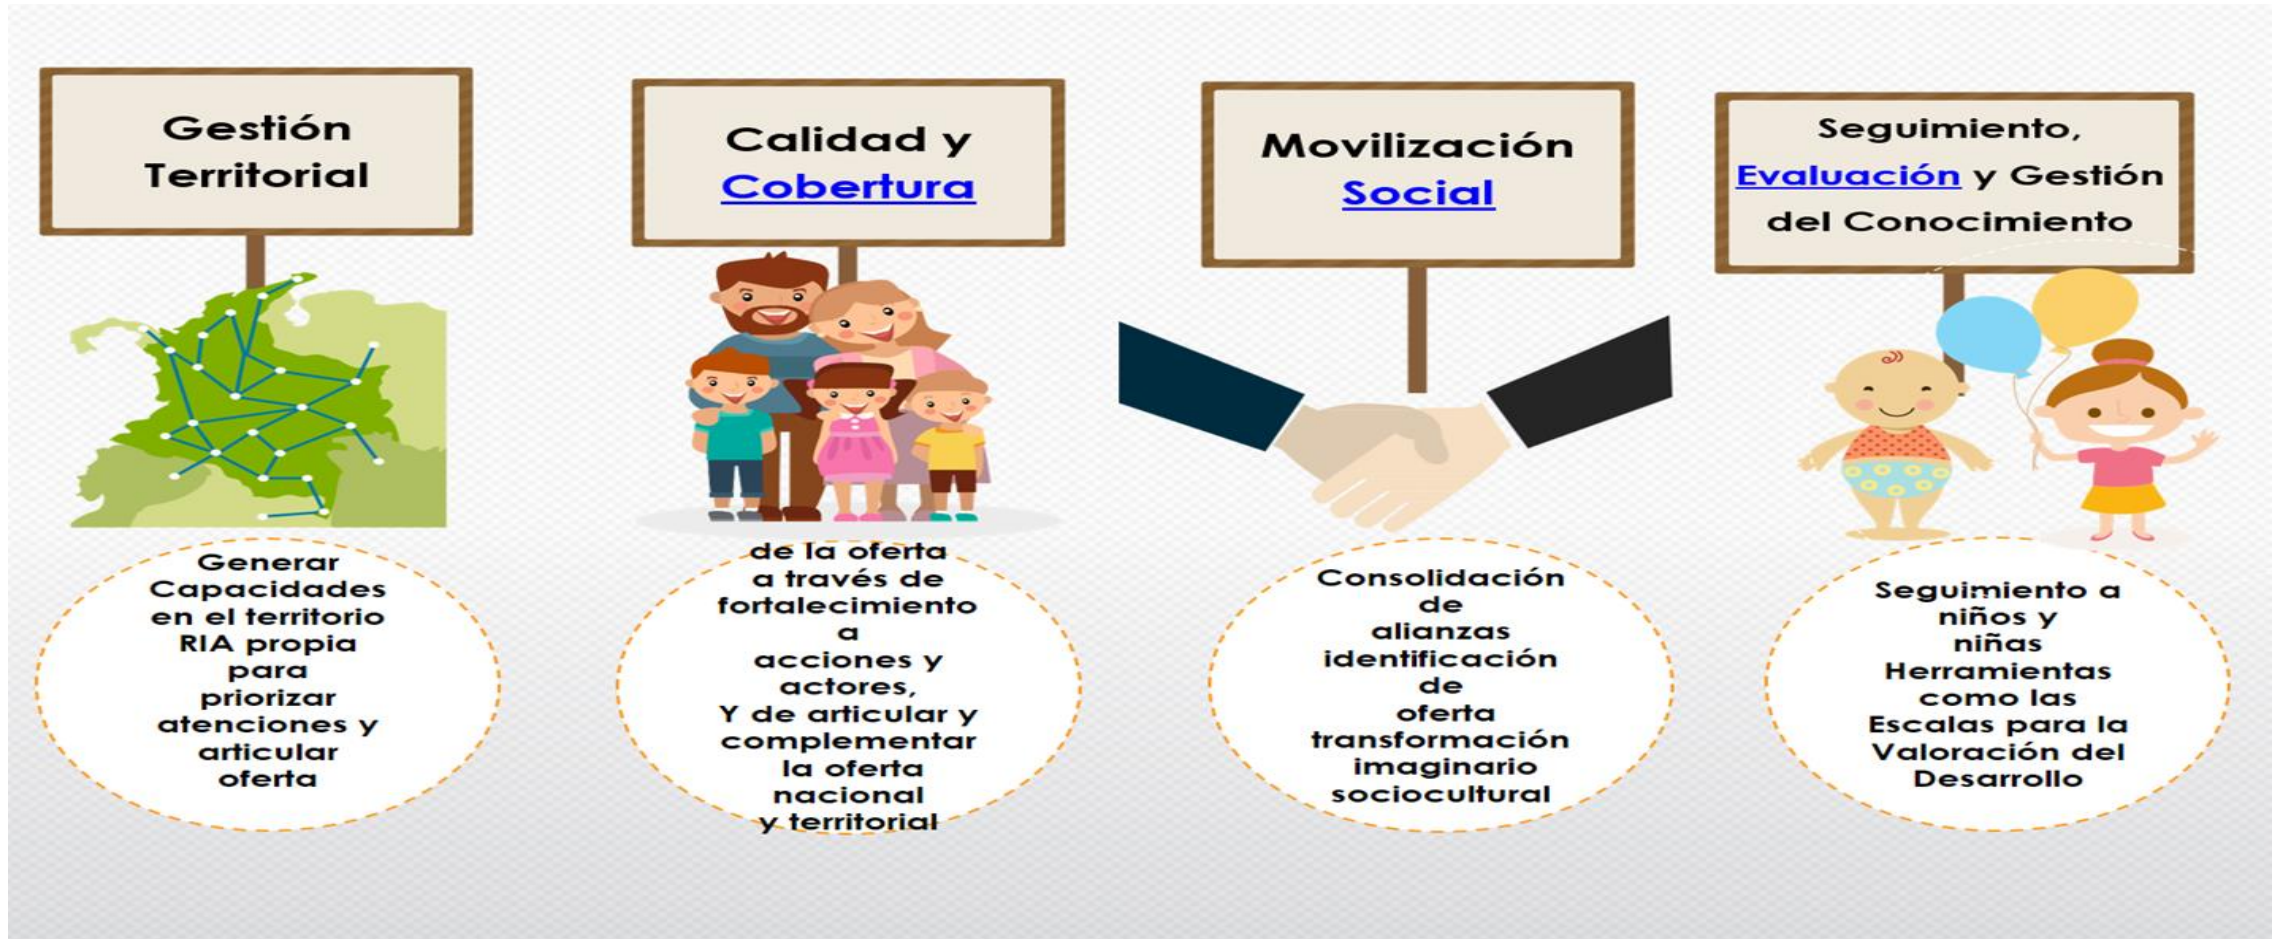 Gestión
Territorial
Generar
Capacidades
en el territorio
RIA propia
para
priorizar
atenciones y
articular
oferta
Calidad y
Cobertura
de la oferta
a través de
fortalecimiento
a
acciones y
actores,
Y de articular y
complementar
la oferta
nacional
y territorial
Movilización
Social
Consolidación
de
alianzas
identificación
de
oferta
transformación
imaginario
sociocultural
Seguimiento,
Evaluación y Gestión
del Conocimiento
Seguimiento a
niños y
niñas
Herramientas
como las
Escalas para la
Valoración del
Desarrollo